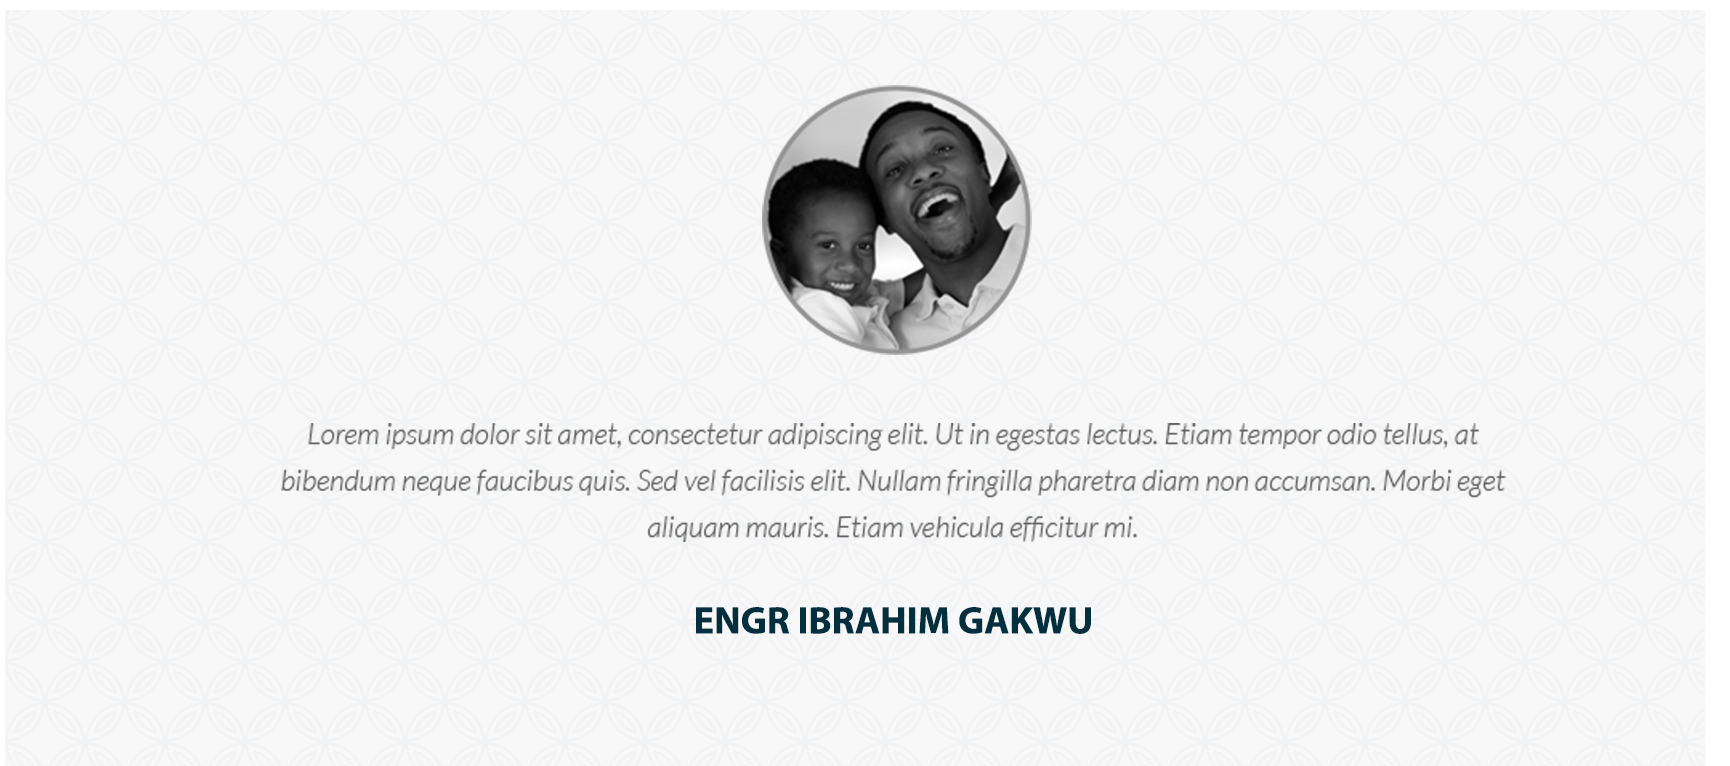 Lorem ipsum dolor sit amet, consectetur adipiscing elit. Ut in egestas lectus. Etiam tempor odio tellus, at
bibendum neque faucibus quis. Sed vel facilisis elit. Nullam fringilla pharetra diam non accumsan. Morbi eget
aliquam mauris. Etiam vehicula efficitur mi.
ENGR IBRAHIM GAKWU